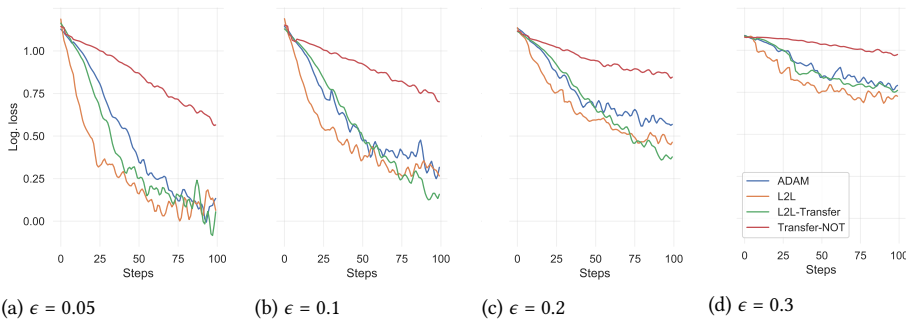 Log. loss
1.00
0.75
0.50
0.25
0.00
0 25 50 75 100
Steps
0 25 50 75 100
Steps
0 25 50 75 100
Steps
0 25 50 75 100
Steps
ADAM
L2L
L2L-Transfer
Transfer-NOT
(a) ϵ = 0.05
(b) ϵ = 0.1
(c) ϵ = 0.2
(d) ϵ = 0.3